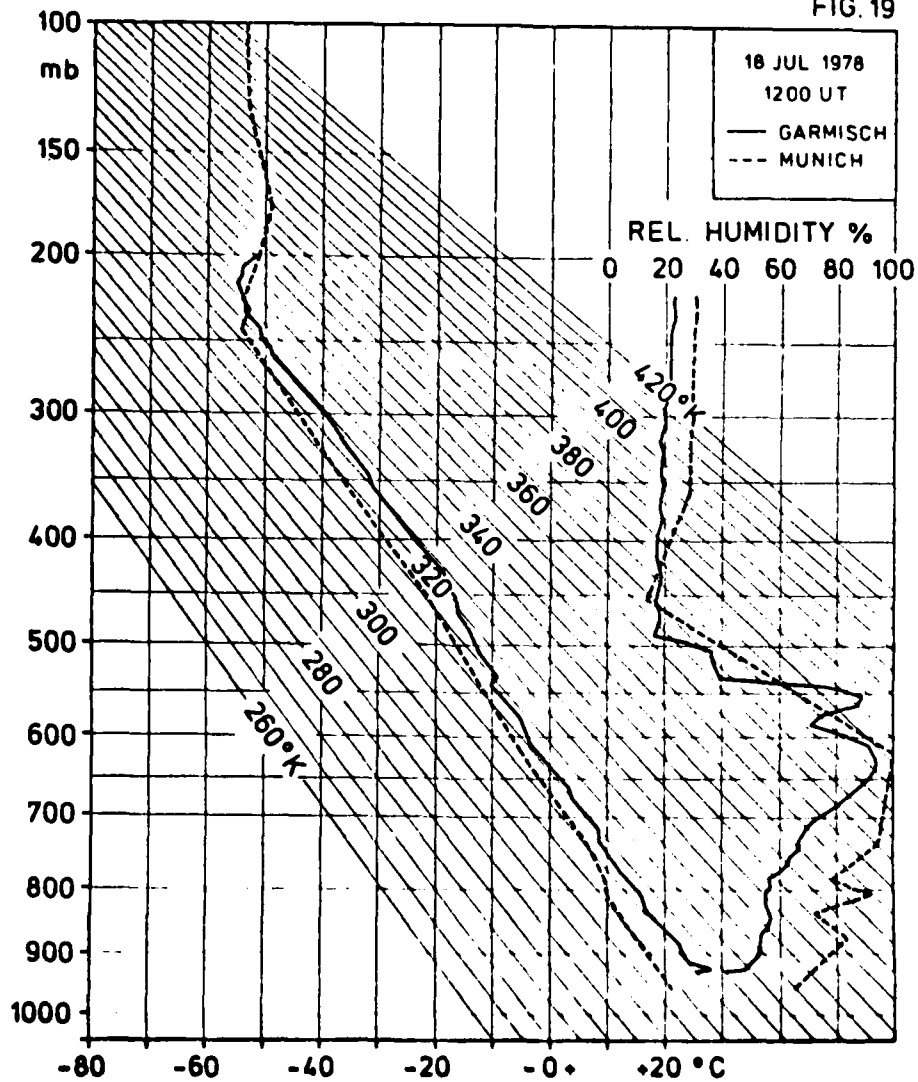 FIG. 19
100
mb
150
200
300
400
500
600
700
800
900
1000
18 JUL 1978
1200 UT
GARMISCH
MUNICH
REL. HUMIDITY %
0 20 40 60 80 100
420°K
400
380
360
340
320
300
280
260°K
-80 -60 -40 -20 -0+ +20 °C